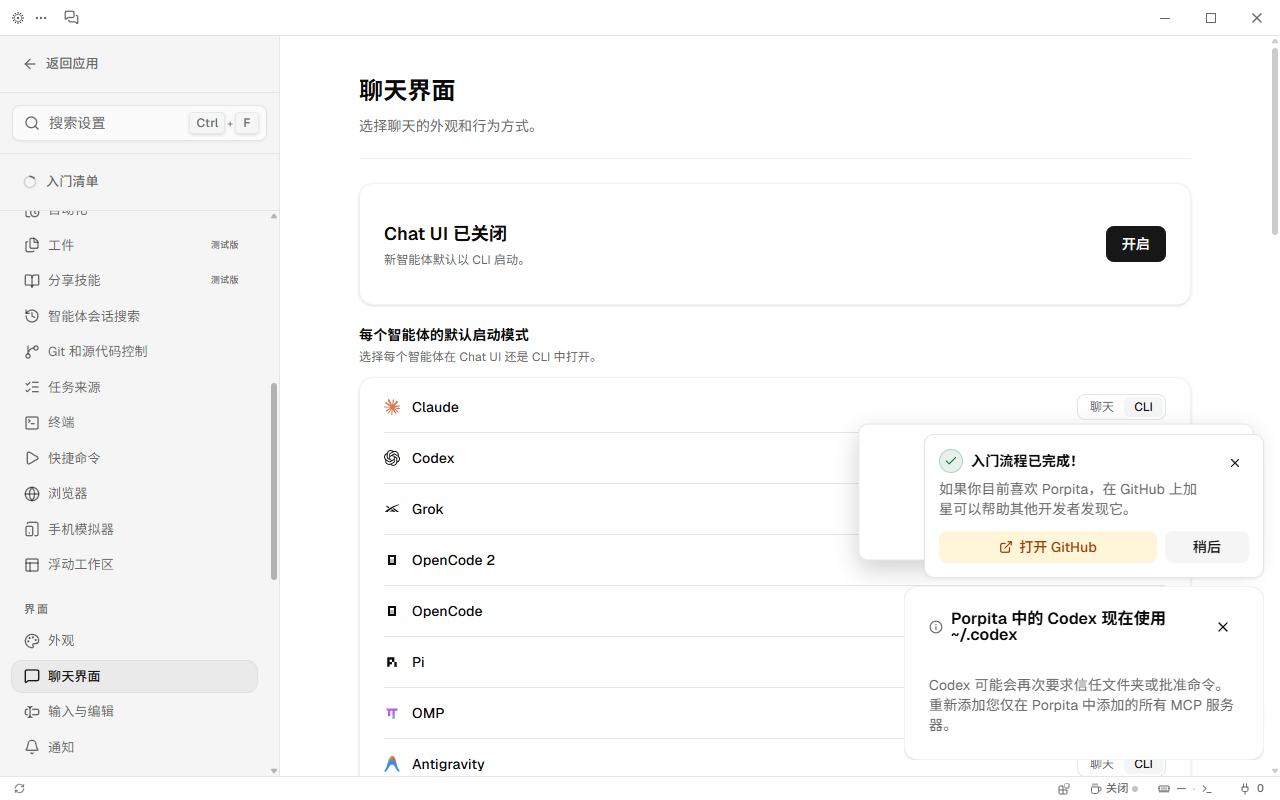 返回应用
搜索设置 Ctrl + F
入门清单
自动化
工件 测试版
分享技能 测试版
智能体会话搜索
Git 和源代码控制
任务来源
终端
快捷命令
浏览器
手机模拟器
浮动工作区
界面
外观
聊天界面
输入与编辑
通知
聊天界面
选择聊天的外观和行为方式。
Chat UI 已关闭
新智能体默认以 CLI 启动。
开启
每个智能体的默认启动模式
选择每个智能体在 Chat UI 还是 CLI 中打开。
Claude 聊天 CLI
Codex
Grok
OpenCode 2
OpenCode
Pi
OMP
Antigravity 聊天 CLI
入门流程已完成！
如果你目前喜欢 Porpita，在 GitHub 上加
星可以帮助其他开发者发现它。
打开 GitHub 稍后
Porpita 中的 Codex 现在使用
~/.codex
Codex 可能会再次要求信任文件夹或批准命令。
重新添加您仅在 Porpita 中添加的所有 MCP 服务
器。
关闭 — · 0